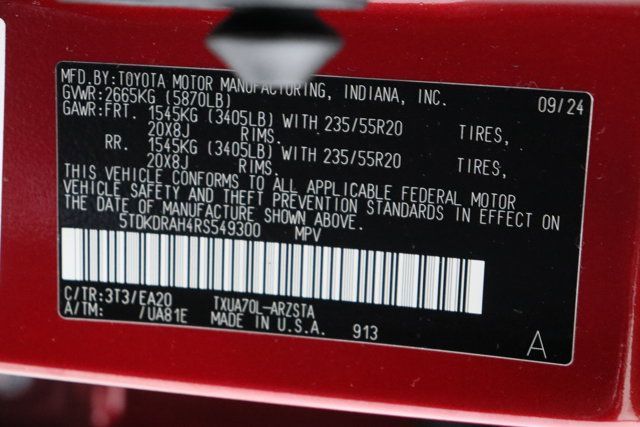 MFD.BY:TOYOTA MOTOR MANUFACTURING, INDIANA, INC. 09/24
GVWR:2665KG (5870LB)
GAWR:FRT. 1545KG (3405LB) WITH 235/55R20 TIRES,
20X8J RIMS.
RR. 1545KG (3405LB) WITH 235/55R20 TIRES,
20X8J RIMS.
THIS VEHICLE CONFORMS TO ALL APPLICABLE FEDERAL MOTOR
VEHICLE SAFETY AND THEFT PREVENTION STANDARDS IN EFFECT ON
THE DATE OF MANUFACTURE SHOWN ABOVE.
5TDKDRAH4RS549300 MPV
C/TR:3T3/EA20 TXUA70L-ARZSTA
A/TM: /UA81E MADE IN U.S.A. 913
A